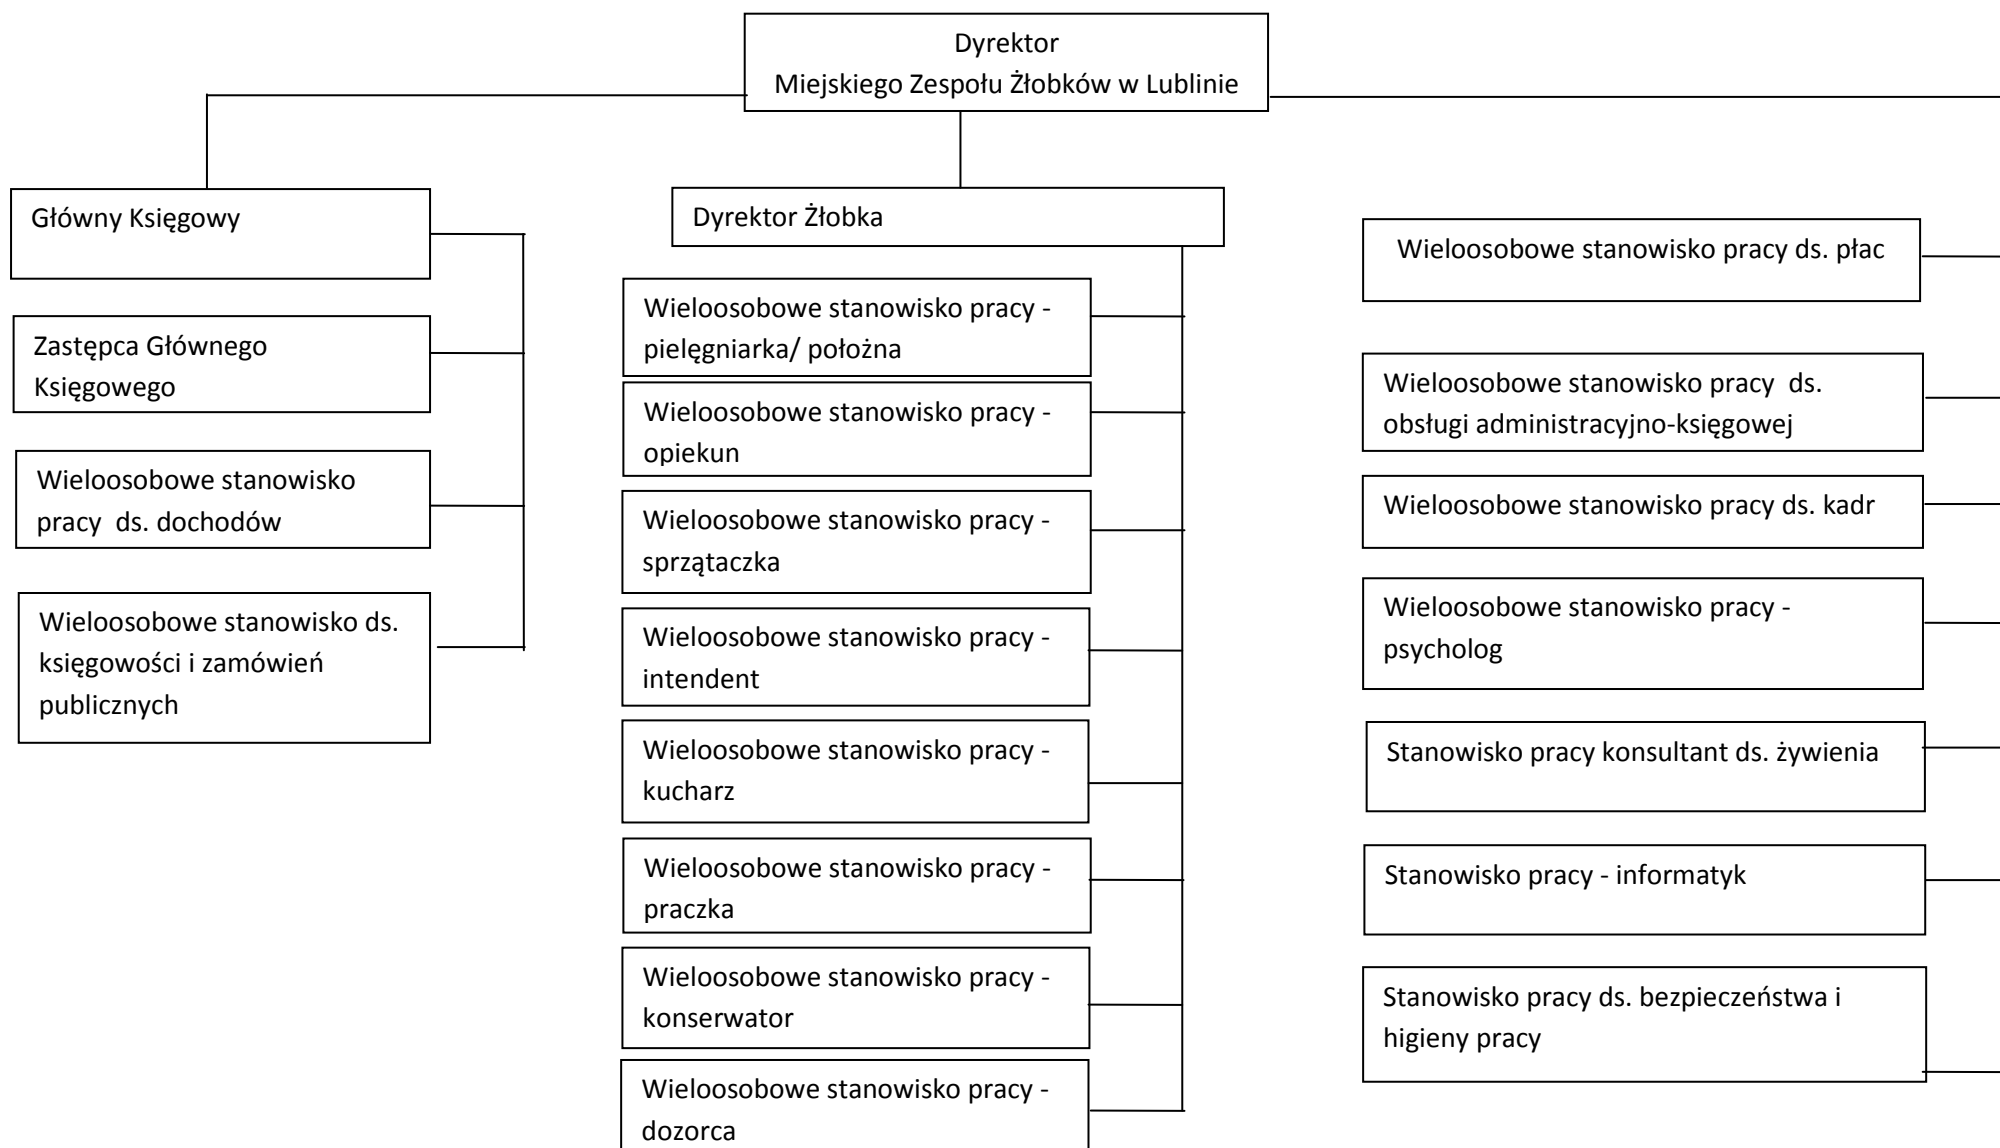 Dyrektor
Miejskiego Zespołu Żłobków w Lublinie
Główny Księgowy
Zastępca Głównego
Księgowego
Wieloosobowe stanowisko
pracy  ds. dochodów
Wieloosobowe stanowisko ds.
księgowości i zamówień
publicznych
Dyrektor Żłobka
Wieloosobowe stanowisko pracy -
pielęgniarka/ położna
Wieloosobowe stanowisko pracy -
opiekun
Wieloosobowe stanowisko pracy -
sprzątaczka
Wieloosobowe stanowisko pracy -
intendent
Wieloosobowe stanowisko pracy -
kucharz
Wieloosobowe stanowisko pracy -
praczka
Wieloosobowe stanowisko pracy -
konserwator
Wieloosobowe stanowisko pracy -
dozorca
Wieloosobowe stanowisko pracy ds. płac
Wieloosobowe stanowisko pracy  ds.
obsługi administracyjno-księgowej
Wieloosobowe stanowisko pracy ds. kadr
Wieloosobowe stanowisko pracy -
psycholog
Stanowisko pracy konsultant ds. żywienia
Stanowisko pracy - informatyk
Stanowisko pracy ds. bezpieczeństwa i
higieny pracy